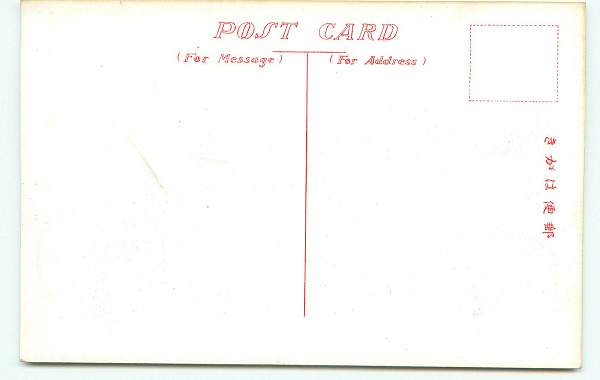 POST CARD
(For Message) (For Address)
きがは便郵